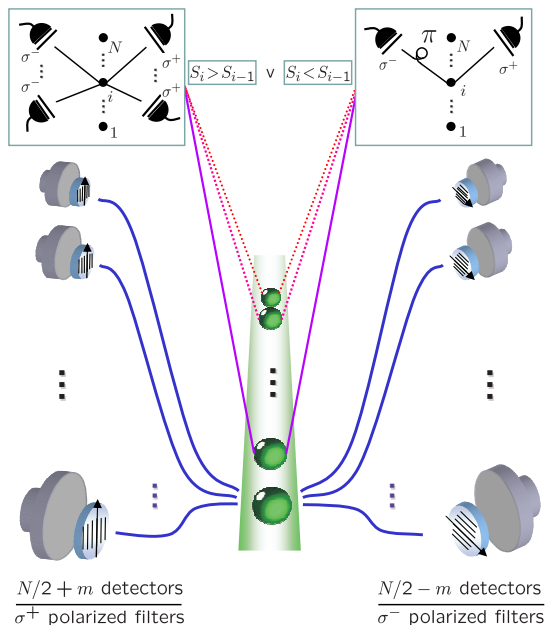 N
σ⁻ σ⁺
i
σ⁻ σ⁺
1
S_i > S_{i-1} ∨ S_i < S_{i-1}
π
N
σ⁻ σ⁺
i
1
N/2 + m detectors
σ⁺ polarized filters
N/2 − m detectors
σ⁻ polarized filters